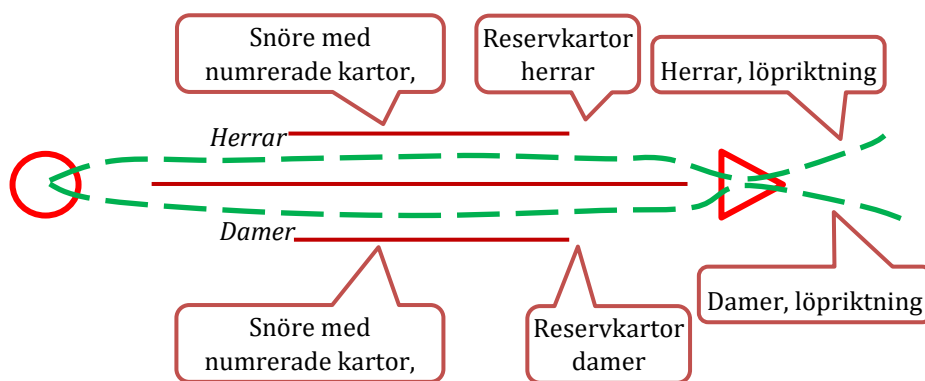 Snöre med
numrerade kartor,
Reservkartor
herrar
Herrar, löpriktning
Herrar
Damer
Damer, löpriktning
Snöre med
numrerade kartor,
Reservkartor
damer